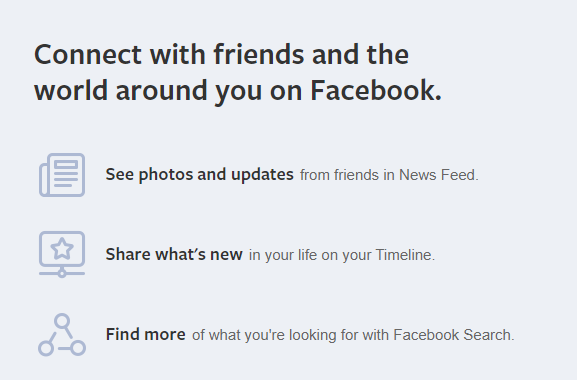 Connect with friends and the
world around you on Facebook.
See photos and updates from friends in News Feed.
Share what's new in your life on your Timeline.
Find more of what you're looking for with Facebook Search.